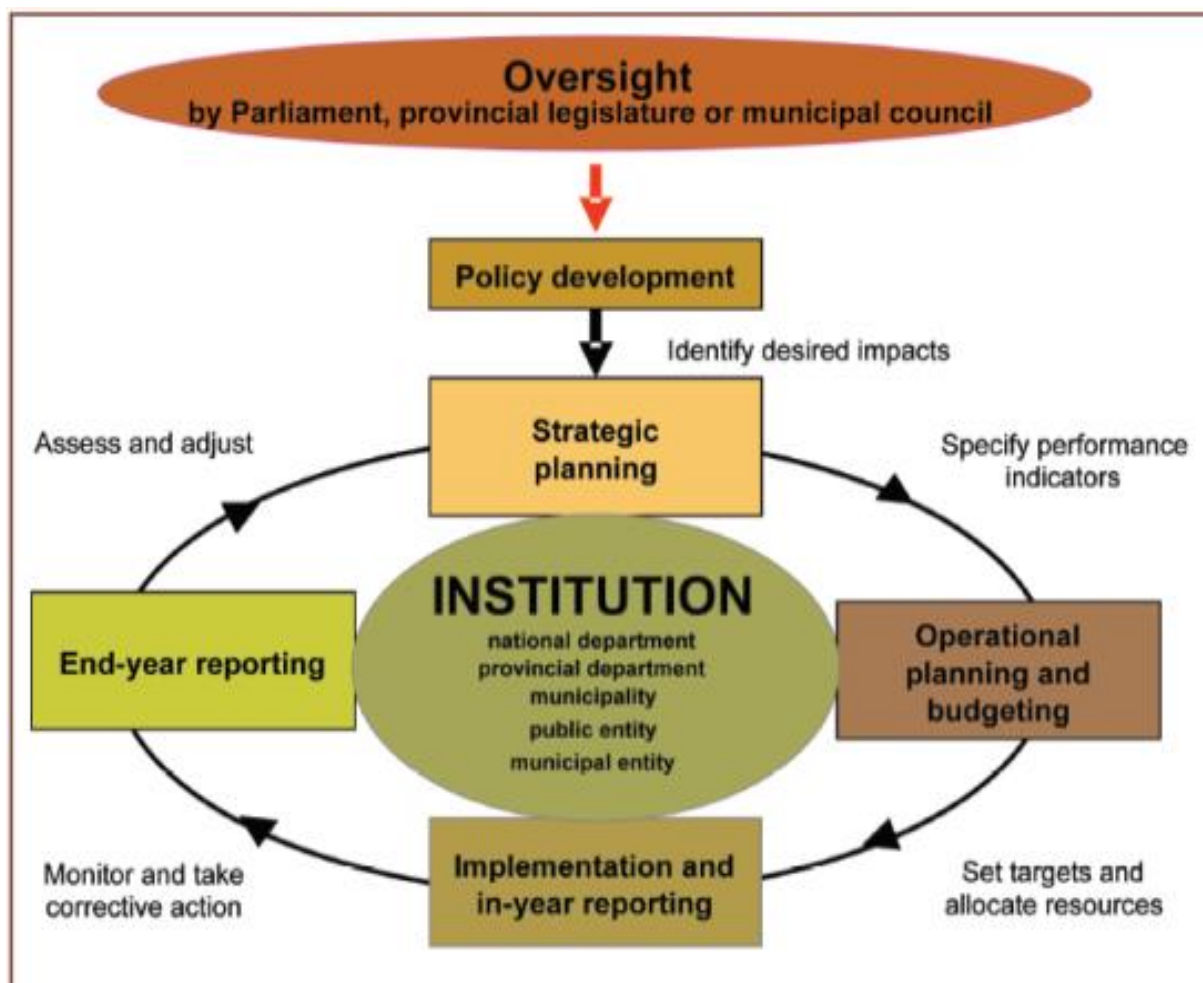 Oversight
by Parliament, provincial legislature or municipal council
Policy development
Identify desired impacts
Strategic
planning
Assess and adjust
Specify performance
indicators
INSTITUTION
national department
provincial department
municipality
public entity
municipal entity
End-year reporting
Operational
planning and
budgeting
Implementation and
in-year reporting
Monitor and take
corrective action
Set targets and
allocate resources